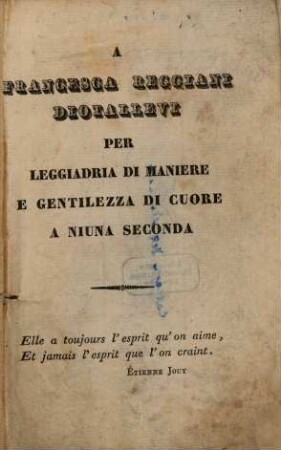 A
FRANCESCA REGGIANI
DIOTALLEVI
PER
LEGGIADRIA DI MANIERE
E GENTILEZZA DI CUORE
A NIUNA SECONDA
Elle a toujours l'esprit qu'on aime,
Et jamais l'esprit que l'on craint.
ÉTIENNE JOUY